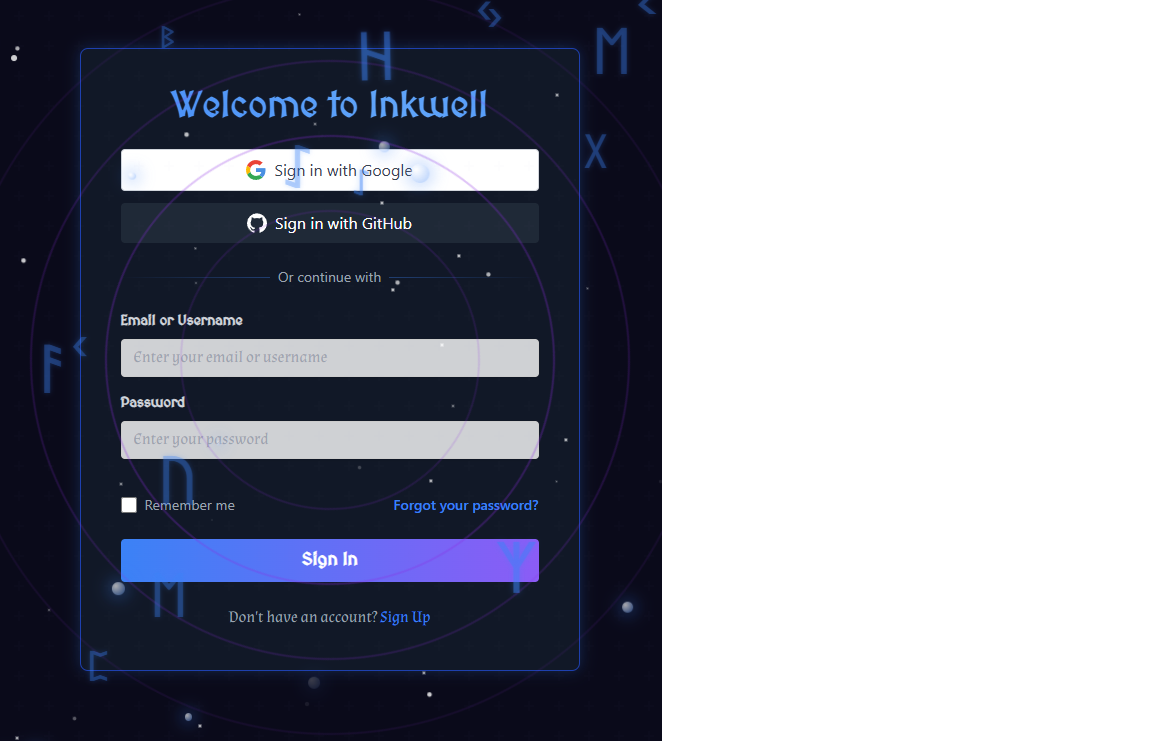 Welcome to Inkwell
Sign in with Google
Sign in with GitHub
Or continue with
Email or Username
Enter your email or username
Password
Enter your password
Remember me
Forgot your password?
Sign In
Don't have an account? Sign Up